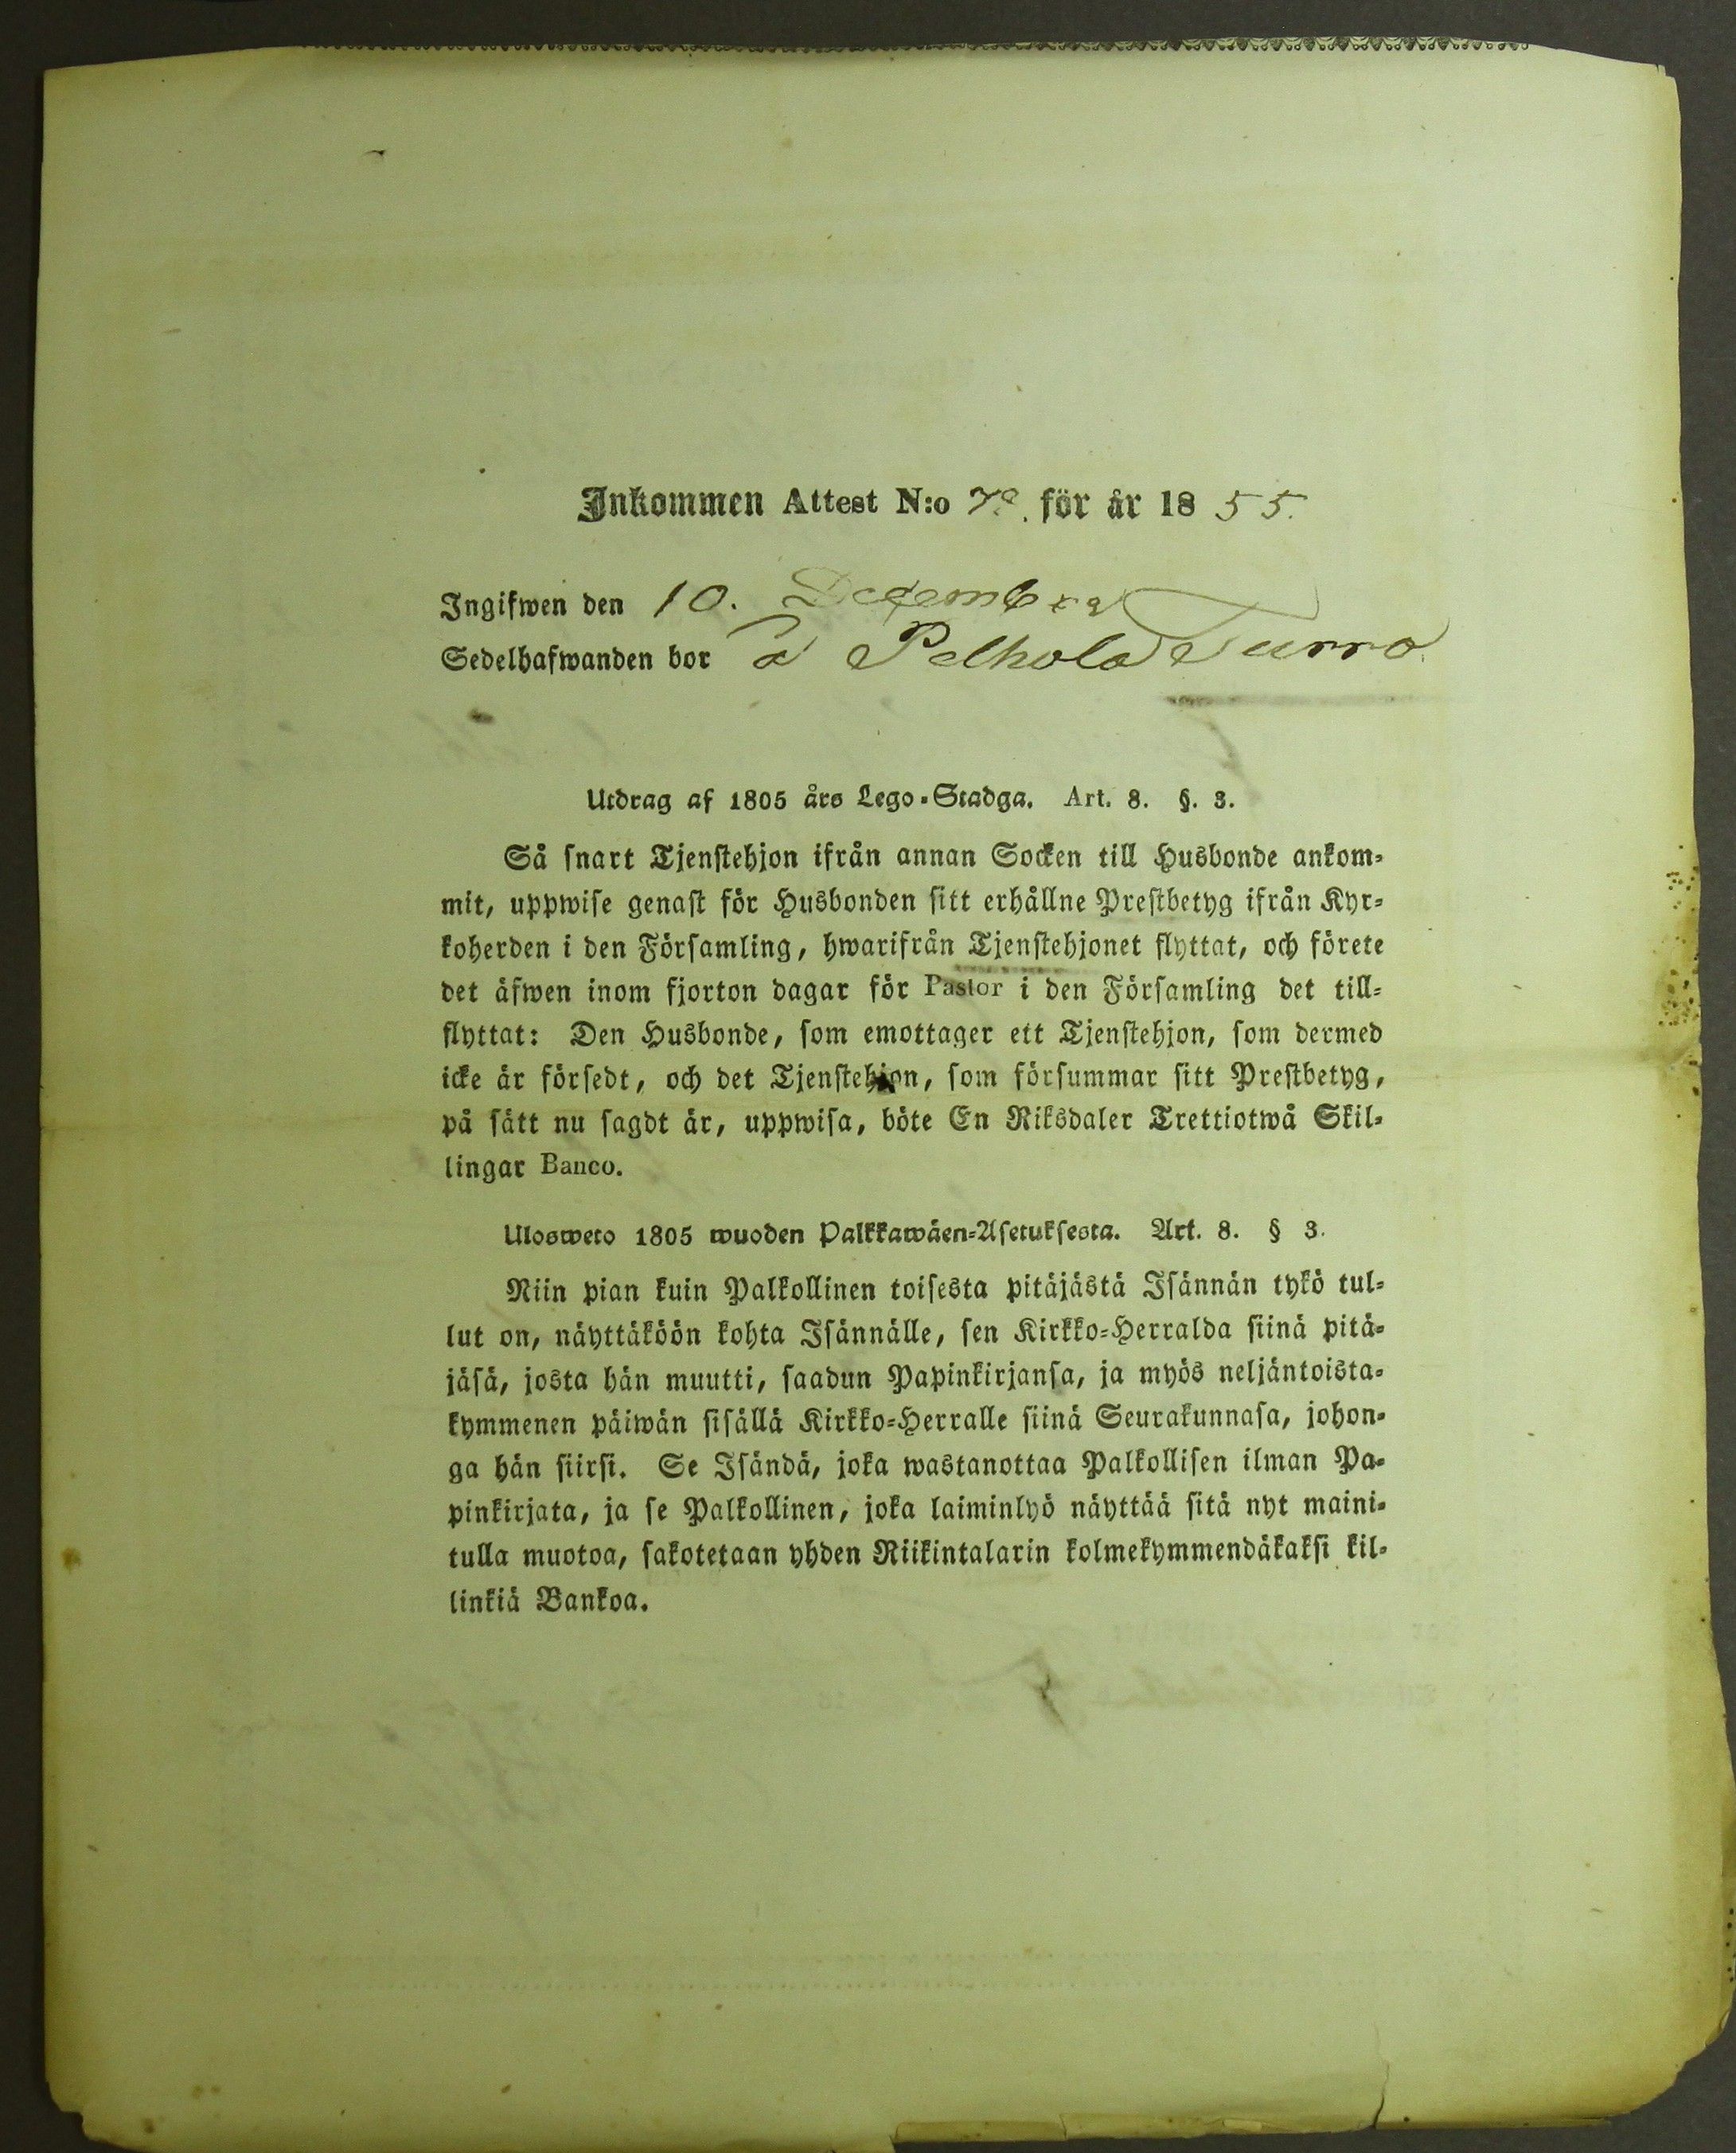 Inkommen Attest N:o för år 1855.
Ingifwen den 10. December
Sedelhafwanden bor å Pelhola Turro
Utdrag af 1805 års Lego-Stadga. Art. 8. §. 3.
Så snart Tjenstehjon ifrån annan Socken till Husbonde ankom-
mit, uppwise genast för Husbonden sitt erhållne Prestbetyg ifrån Kyr-
koherden i den Församling, hwarifrån Tjenstehjonet flyttat, och förete
det äfwen inom fjorton dagar för Pastor i den Församling det till-
flyttat: Den Husbonde, som emottager ett Tjenstehjon, som dermed
icke är försedt, och det Tjenstehjon, som försummar sitt Prestbetyg,
på sätt nu sagdt är, uppwisa, böte En Riksdaler Trettiotwå Skil-
lingar Banco.
Ulosweto 1805 wuoden Palkkawäen-Asetuksesta. Art. 8. § 3.
Niin pian kuin Palkollinen toisesta pitäjästä Isännän tykö tul-
lut on, näyttäköön kohta Isännälle, sen Kirkko-Herralda siinä pitä-
jäsä, josta hän muutti, saadun Papinkirjansa, ja myös neljäntoista-
kymmenen päiwän sisällä Kirkko-Herralle siinä Seurakunnasa, johon-
ga hän siirsi. Se Isändä, joka wastanottaa Palkollisen ilman Pa-
pinkirjata, ja se Palkollinen, joka laiminlyö näyttää sitä nyt maini-
tulla muotoa, sakotetaan yhden Riikintalarin kolmekymmendäkaksi kil-
linkiä Bankoa.